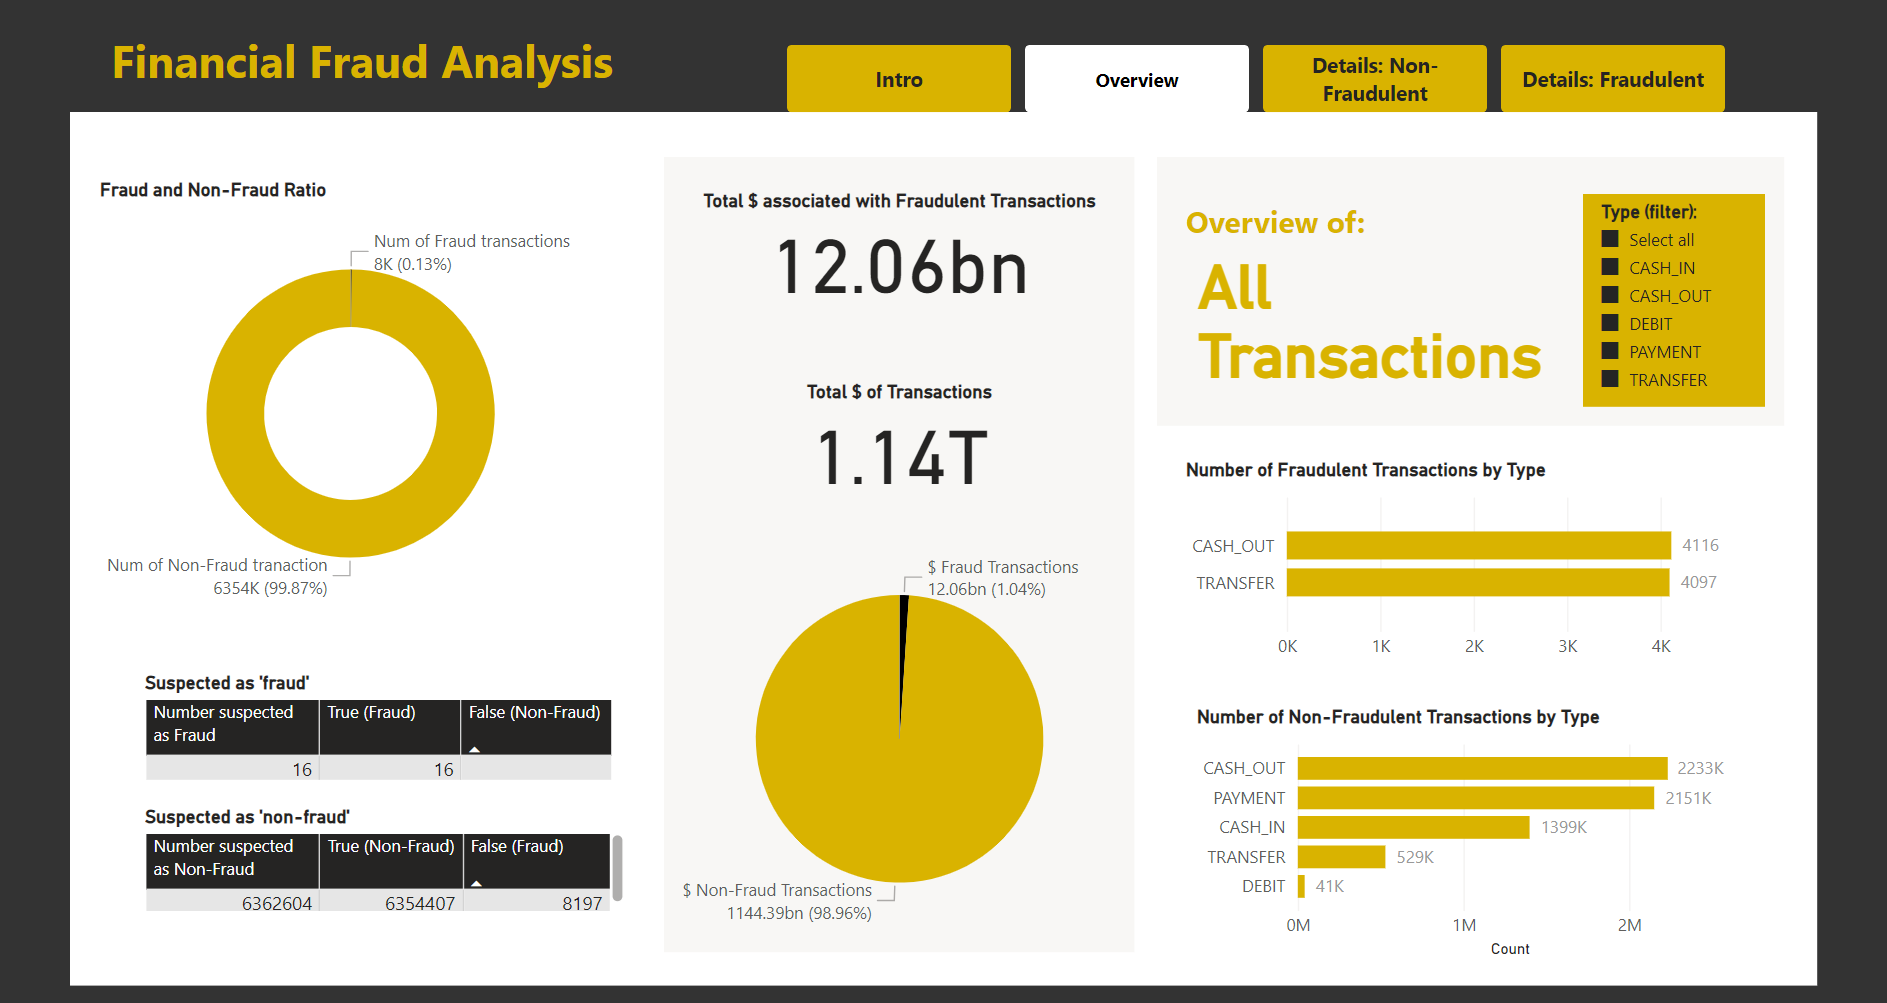 Financial Fraud Analysis
Intro
Overview
Details: Non-
Fraudulent
Details: Fraudulent
Fraud and Non-Fraud Ratio
Num of Fraud transactions
8K (0.13%)
Num of Non-Fraud tranaction
6354K (99.87%)
Suspected as 'fraud'
Number suspected
as Fraud
True (Fraud)
False (Non-Fraud)
16
16
Suspected as 'non-fraud'
Number suspected
as Non-Fraud
True (Non-Fraud)
False (Fraud)
6362604
6354407
8197
Total $ associated with Fraudulent Transactions
12.06bn
Total $ of Transactions
1.14T
$ Fraud Transactions
12.06bn (1.04%)
$ Non-Fraud Transactions
1144.39bn (98.96%)
Overview of:
All
Transactions
Type (filter):
Select all
CASH_IN
CASH_OUT
DEBIT
PAYMENT
TRANSFER
Number of Fraudulent Transactions by Type
CASH_OUT
4116
TRANSFER
4097
0K
1K
2K
3K
4K
Number of Non-Fraudulent Transactions by Type
CASH_OUT
2233K
PAYMENT
2151K
CASH_IN
1399K
TRANSFER
529K
DEBIT
41K
0M
1M
2M
Count